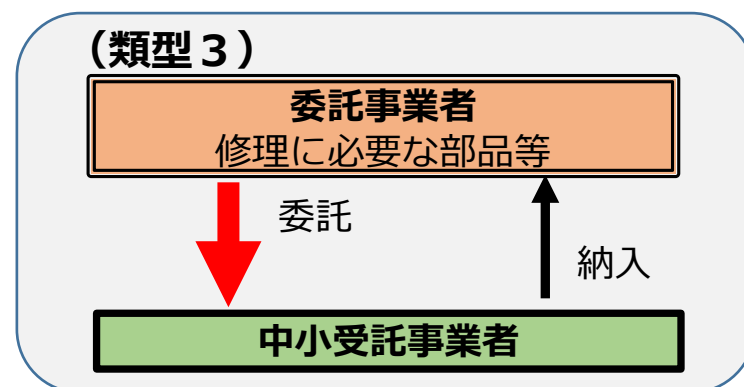 （類型３）
委託事業者
修理に必要な部品等
委託
納入
中小受託事業者